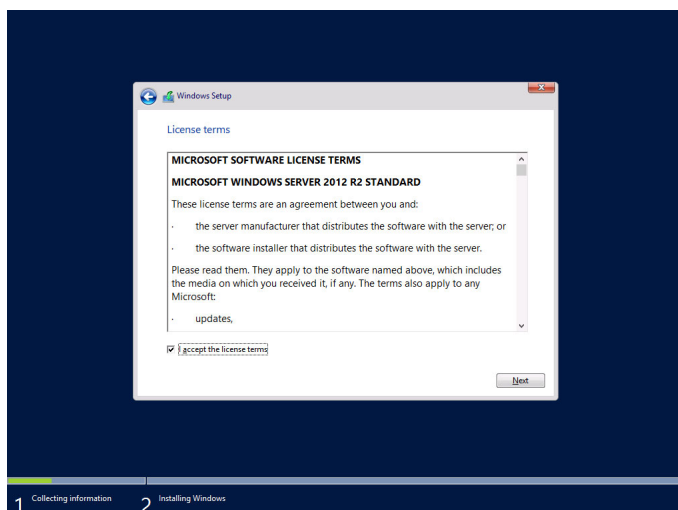 Windows Setup
License terms
MICROSOFT SOFTWARE LICENSE TERMS
MICROSOFT WINDOWS SERVER 2012 R2 STANDARD
These license terms are an agreement between you and:
· the server manufacturer that distributes the software with the server; or
· the software installer that distributes the software with the server.
Please read them. They apply to the software named above, which includes
the media on which you received it, if any. The terms also apply to any
Microsoft:
· updates,
I accept the license terms
Next
1 Collecting information 2 Installing Windows